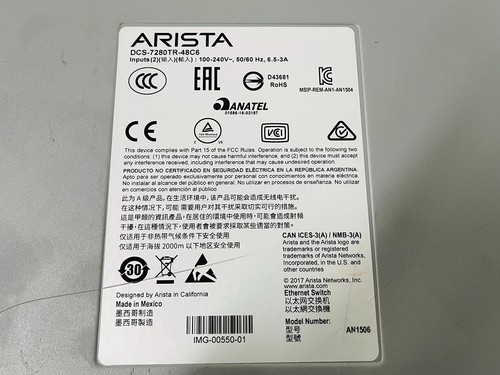 ARISTA
DCS-7280TR-48C6
Inputs(2)(输入)(輸入) : 100-240V~, 50/60 Hz, 6.5-3A
CCC
EAC
D43681
RoHS
MSIP-REM-AN1-AN1504
ANATEL
01586-16-02197
CE
VCI
This device complies with Part 15 of the FCC Rules. Operation is subject to the following two
conditions: (1) this device may not cause harmful interference, and (2) this device must accept
any interference received, including interference that may cause undesired operation.
PRODUCTO NO CERTIFICADO EN SEGURIDAD ELÉCTRICA EN LA REPÚBLICA ARGENTINA.
Apto para ser operado exclusivamente por personal con conocimientos en materia eléctrica.
No instalar al alcance del público en general. Uso restringido en procesos de investigación. No utilizar
en comercios con atención al público.
此为A级产品, 在生活环境中, 该产品可能会造成无线电干扰.
在这种情况下, 可能 需要用户对其干扰采取切实可行的措施.
這是甲類的資訊產品, 在居住的環境中使用時, 可能會造成射頻
干擾, 在這種情況下, 使用者會被要求採取某些適當的對策.
仅适用于非热带气候条件下安全使用
仅适用于海拔 2000m 以下地区安全使用
CAN ICES-3(A) / NMB-3(A)
Arista and the Arista logo are
trademarks or registered
trademarks of Arista Networks,
Incorporated, in the U.S. and
other countries
30
© 2017 Arista Networks, Inc.
www.arista.com
Ethernet Switch
以太网交换机
以太網交換機
Designed by Arista in California
Made in Mexico
墨西哥制造
墨西哥製造
IMG-00550-01
Model Number:
型号
型號
AN1506